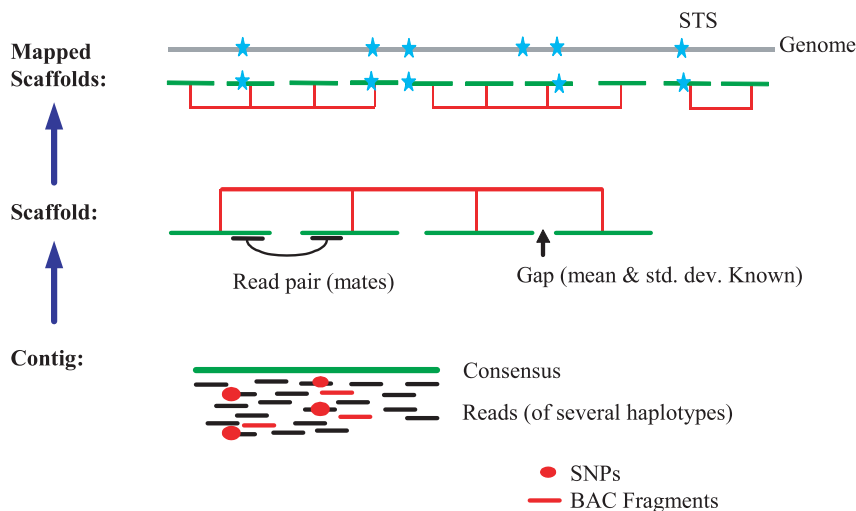 STS
Genome
Mapped
Scaffolds:
Scaffold:
Read pair (mates)
Gap (mean & std. dev. Known)
Contig:
Consensus
Reads (of several haplotypes)
SNPs
BAC Fragments